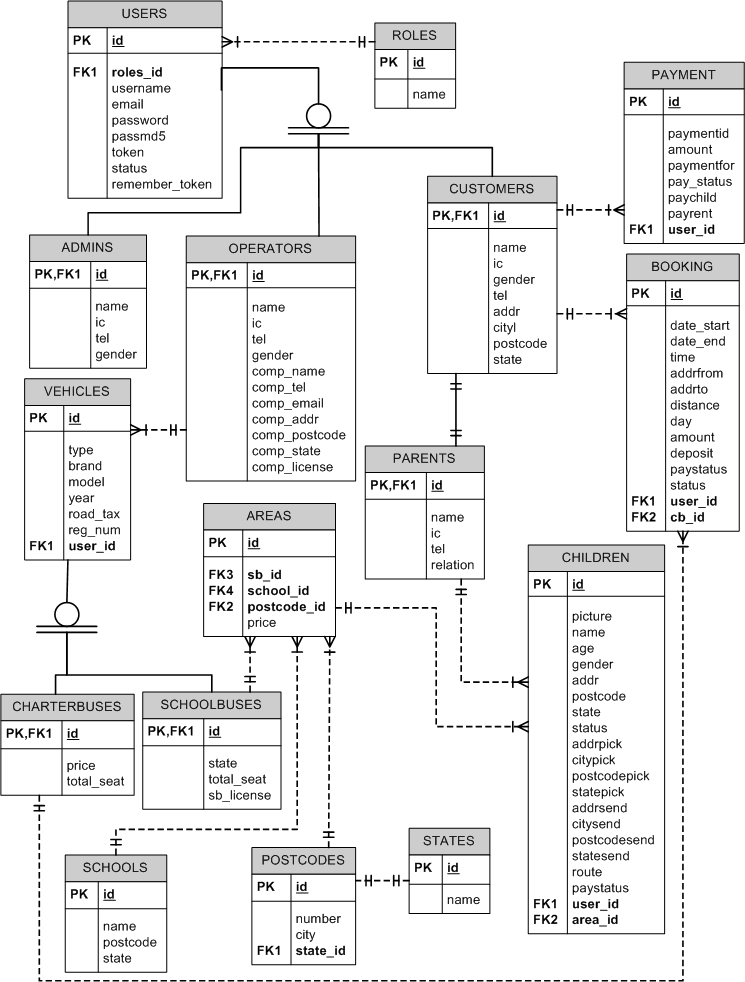 USERS
PK id
FK1 roles_id
username
email
password
passmd5
token
status
remember_token
ROLES
PK id
name
PAYMENT
PK id
paymentid
amount
paymentfor
pay_status
paychild
payrent
FK1 user_id
CUSTOMERS
PK,FK1 id
name
ic
gender
tel
addr
cityl
postcode
state
ADMINS
PK,FK1 id
name
ic
tel
gender
OPERATORS
PK,FK1 id
name
ic
tel
gender
comp_name
comp_tel
comp_email
comp_addr
comp_postcode
comp_state
comp_license
BOOKING
PK id
date_start
date_end
time
addrfrom
addrto
distance
day
amount
deposit
paystatus
status
FK1 user_id
FK2 cb_id
VEHICLES
PK id
type
brand
model
year
road_tax
reg_num
FK1 user_id
PARENTS
PK,FK1 id
name
ic
tel
relation
AREAS
PK id
FK3 sb_id
FK4 school_id
FK2 postcode_id
price
CHILDREN
PK id
picture
name
age
gender
addr
postcode
state
status
addrpick
citypick
postcodepick
statepick
addrsend
citysend
postcodesend
statesend
route
paystatus
FK1 user_id
FK2 area_id
CHARTERBUSES
PK,FK1 id
price
total_seat
SCHOOLBUSES
PK,FK1 id
state
total_seat
sb_license
SCHOOLS
PK id
name
postcode
state
POSTCODES
PK id
number
city
FK1 state_id
STATES
PK id
name